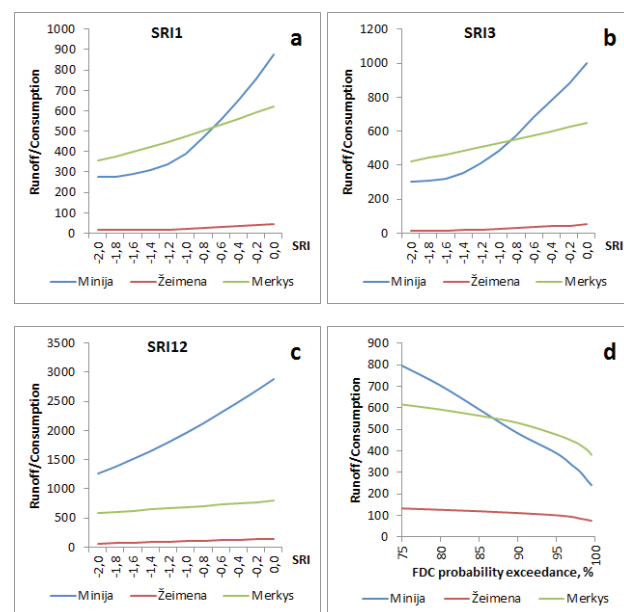 SRI1
a
1000
900
800
700
600
500
400
300
200
100
0
Runoff/Consumption
-2,0 -1,8 -1,6 -1,4 -1,2 -1,0 -0,8 -0,6 -0,4 -0,2 0,0
SRI
Minija Žeimena Merkys
SRI3
b
1200
1000
800
600
400
200
0
Runoff/Consumption
-2,0 -1,8 -1,6 -1,4 -1,2 -1,0 -0,8 -0,6 -0,4 -0,2 0,0
SRI
Minija Žeimena Merkys
SRI12
c
3500
3000
2500
2000
1500
1000
500
0
Runoff/Consumption
-2,0 -1,8 -1,6 -1,4 -1,2 -1,0 -0,8 -0,6 -0,4 -0,2 0,0
SRI
Minija Žeimena Merkys
d
900
800
700
600
500
400
300
200
100
0
Runoff/Consumption
75 80 85 90 95 100
FDC probability exceedance, %
Minija Žeimena Merkys